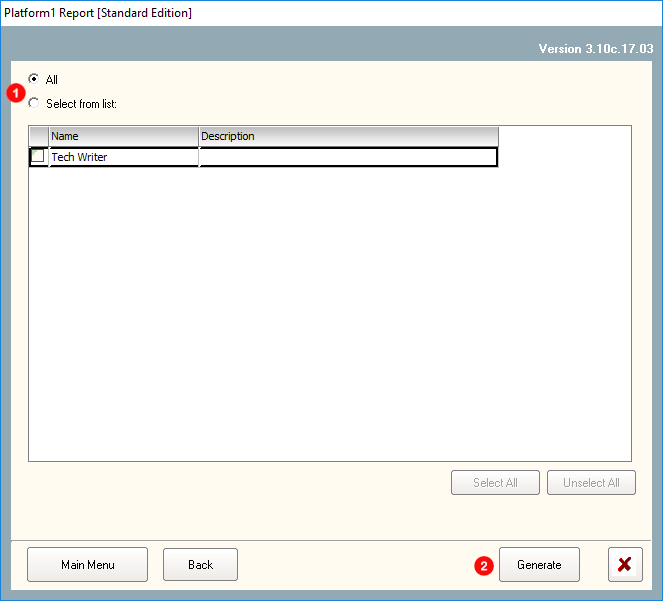 Platform1 Report [Standard Edition]
Version 3.10c.17.03
All
1
Select from list:
Name Description
Tech Writer
Select All Unselect All
Main Menu Back 2 Generate